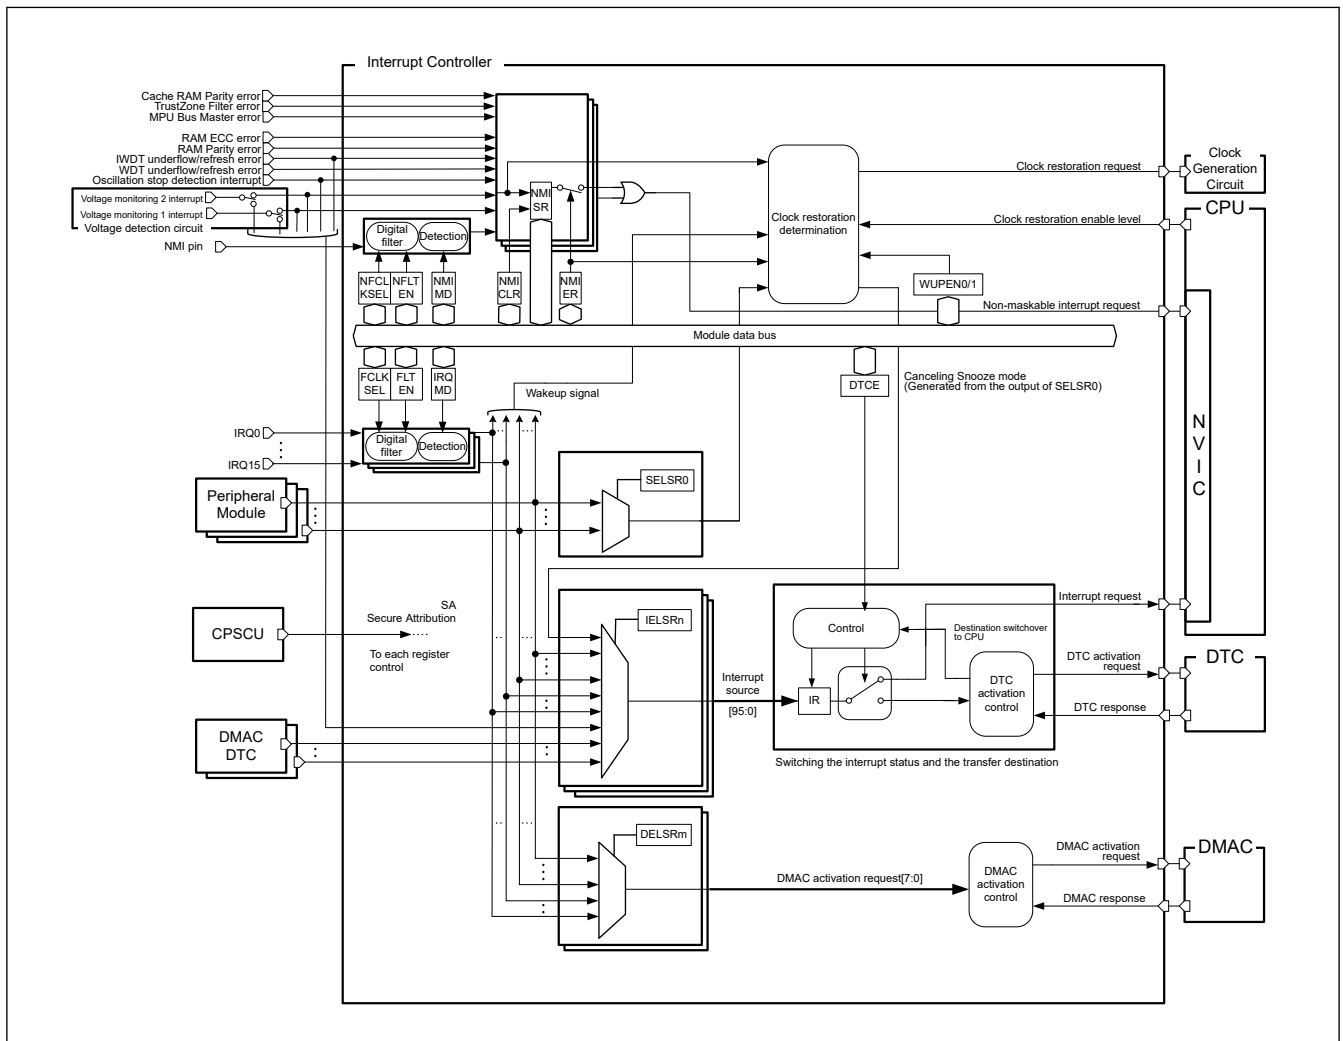 Interrupt Controller
Cache RAM Parity error
TrustZone Filter error
MPU Bus Master error
RAM ECC error
RAM Parity error
IWDT underflow/refresh error
WDT underflow/refresh error
Oscillation stop detection interrupt
Voltage monitoring 2 interrupt
Voltage monitoring 1 interrupt
Voltage detection circuit
NMI pin
Digital
filter
Detection
NMI
SR
NFCL
KSEL
NFLT
EN
NMI
MD
NMI
CLR
NMI
ER
Clock restoration
determination
WUPEN0/1
Clock restoration request
Clock restoration enable level
Non-maskable interrupt request
Clock
Generation
Circuit
CPU
N
V
I
C
Module data bus
FCLK
SEL
FLT
EN
IRQ
MD
Wakeup signal
DTCE
Canceling Snooze mode
(Generated from the output of SELSR0)
IRQ0
IRQ15
Digital
filter
Detection
Peripheral
Module
SELSR0
CPSCU
SA
Secure Attribution
To each register
control
IELSRn
Interrupt
source
[95:0]
Control
IR
Destination switchover
to CPU
DTC
activation
control
Interrupt request
DTC activation
request
DTC response
DTC
Switching the interrupt status and the transfer destination
DMAC
DTC
DELSRm
DMAC activation request[7:0]
DMAC
activation
control
DMAC activation
request
DMAC response
DMAC